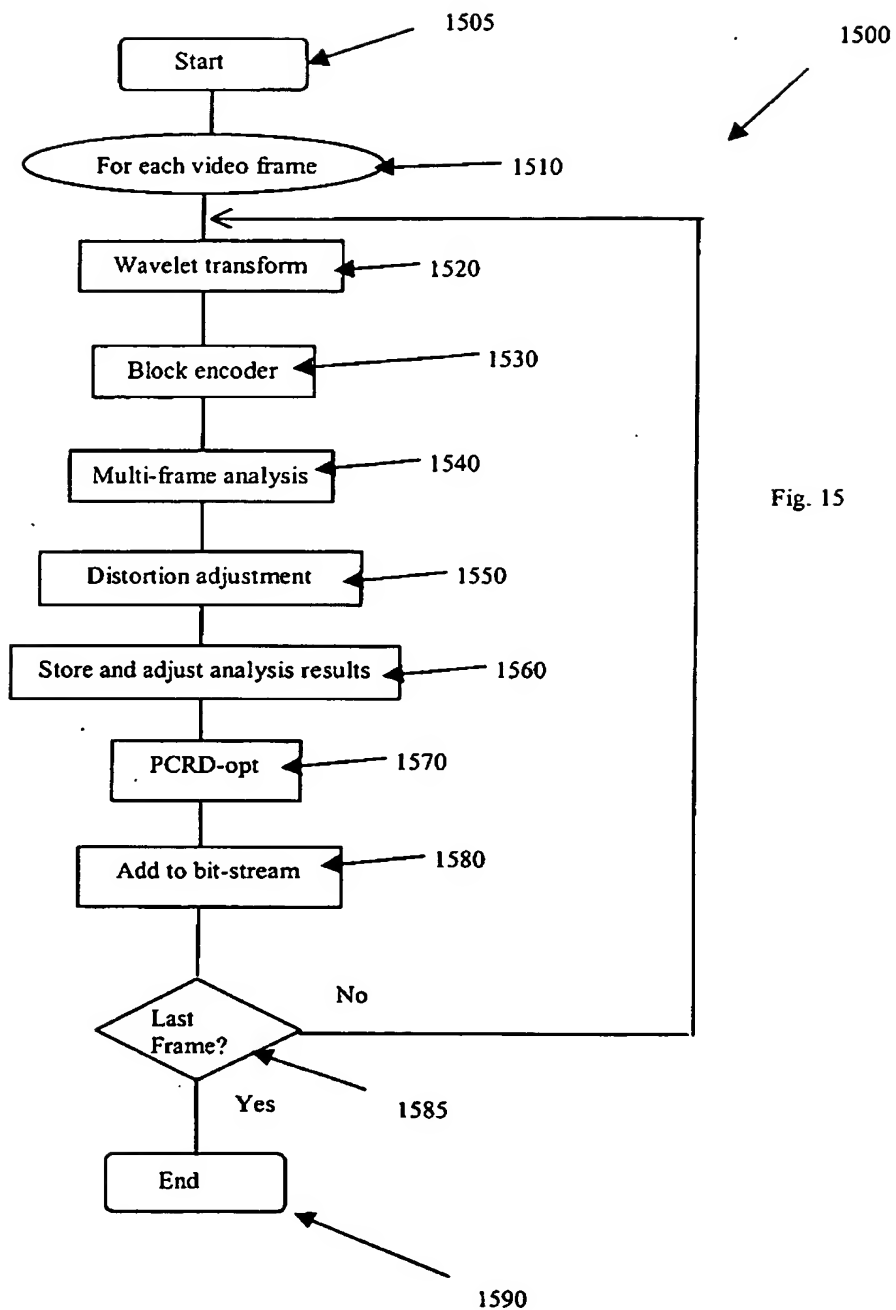 1505
1500
Start
For each video frame
1510
Wavelet transform
1520
Block encoder
1530
Multi-frame analysis
1540
Fig. 15
Distortion adjustment
1550
Store and adjust analysis results
1560
PCRD-opt
1570
Add to bit-stream
1580
No
Last
Frame?
Yes
1585
End
1590